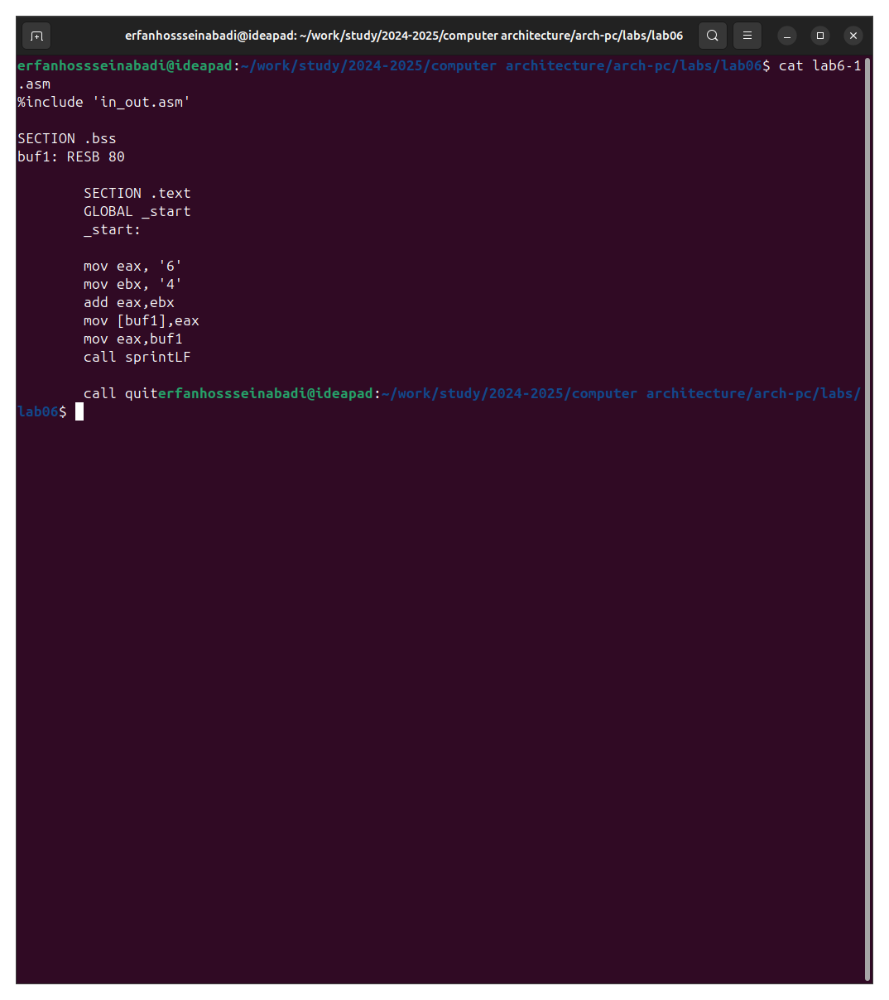 erfanhossseinabadi@ideapad: ~/work/study/2024-2025/computer architecture/arch-pc/labs/lab06
erfanhossseinabadi@ideapad:~/work/study/2024-2025/computer architecture/arch-pc/labs/lab06$ cat lab6-1
.asm
%include 'in_out.asm'
SECTION .bss
buf1: RESB 80
SECTION .text
GLOBAL _start
_start:
mov eax, '6'
mov ebx, '4'
add eax,ebx
mov [buf1],eax
mov eax,buf1
call sprintLF
call quiterfanhossseinabadi@ideapad:~/work/study/2024-2025/computer architecture/arch-pc/labs/
lab06$